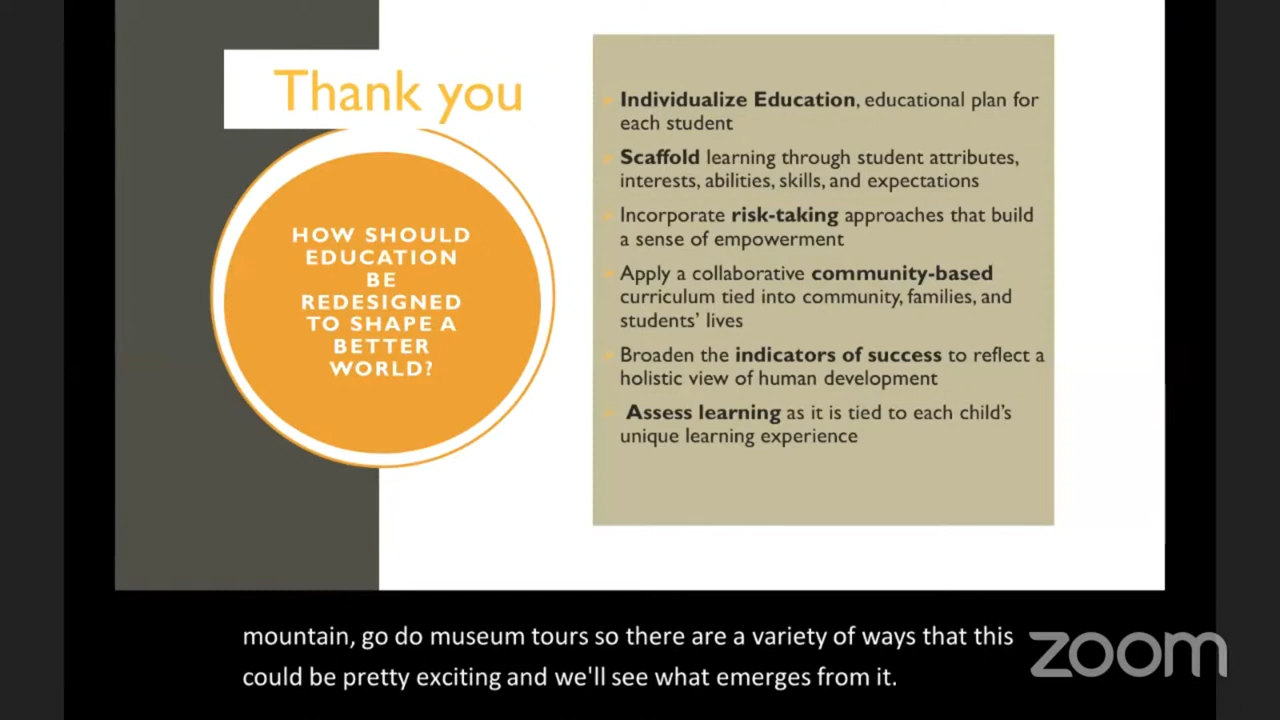 Thank you
HOW SHOULD
EDUCATION
BE
REDESIGNED
TO SHAPE A
BETTER
WORLD?
Individualize Education, educational plan for
each student
Scaffold learning through student attributes,
interests, abilities, skills, and expectations
Incorporate risk-taking approaches that build
a sense of empowerment
Apply a collaborative community-based
curriculum tied into community, families, and
students' lives
Broaden the indicators of success to reflect a
holistic view of human development
Assess learning as it is tied to each child's
unique learning experience
mountain, go do museum tours so there are a variety of ways that this
could be pretty exciting and we'll see what emerges from it.
zoom